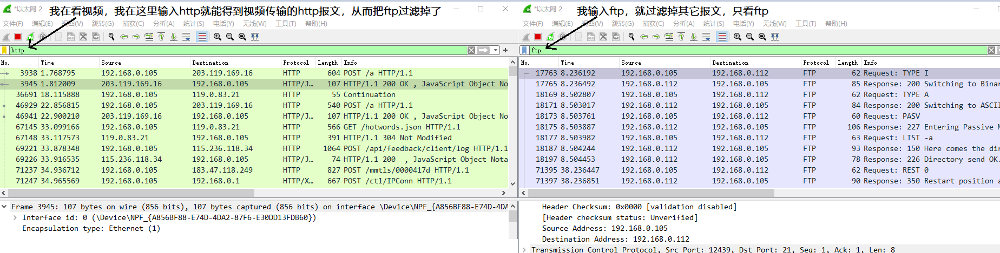 *以太网 2
我在看视频，我在这里输入http就能得到视频传输的http报文，从而把ftp过滤掉了
文件(F) 编辑(E) 视图(V) 跳转(G) 捕获(C) 分析(A) 统计(S) 电话(Y) 无线(W) 工具(T) 帮助(H)
http
No. Time Source Destination Protocol Length Info
3938 1.768795 192.168.0.105 203.119.169.16 HTTP 604 POST /a HTTP/1.1
3945 1.812009 203.119.169.16 192.168.0.105 HTTP/J… 107 HTTP/1.1 200 OK , JavaScript Object No
36691 18.115888 192.168.0.105 119.0.83.21 HTTP 55 Continuation
46929 22.856815 192.168.0.105 203.119.169.16 HTTP 540 POST /a HTTP/1.1
46941 22.900210 203.119.169.16 192.168.0.105 HTTP/J… 107 HTTP/1.1 200 OK , JavaScript Object No
67145 33.099166 192.168.0.105 119.0.83.21 HTTP 566 GET /hotwords.json HTTP/1.1
67148 33.117573 119.0.83.21 192.168.0.105 HTTP 391 HTTP/1.1 304 Not Modified
69221 33.878348 192.168.0.105 115.236.118.34 HTTP 1064 POST /api/feedback/client/log HTTP/1.1
69226 33.916535 115.236.118.34 192.168.0.105 HTTP/J… 74 HTTP/1.1 200 , JavaScript Object Nota
71237 34.936712 192.168.0.105 183.47.118.249 HTTP 827 POST /mmtls/0000417d HTTP/1.1
71247 34.965569 192.168.0.105 192.168.0.1 HTTP/X… 667 POST /ctl/IPConn HTTP/1.1
Frame 3945: 107 bytes on wire (856 bits), 107 bytes captured (856 bits) on interface \Device\NPF_{A856BF88-E74D-4DA
Interface id: 0 (\Device\NPF_{A856BF88-E74D-4DA2-87F6-E30DD13FDB60})
Encapsulation type: Ethernet (1)
*以太网 2
我输入ftp，就过滤掉其它报文，只看ftp
文件(F) 编辑(E) 视图(V) 跳转(G) 捕获(C) 分析(A) 统计(S) 电话(Y) 无线(W) 工具(T) 帮助(H)
ftp
No. Time Source Destination Protocol Length Info
17763 8.236192 192.168.0.105 192.168.0.112 FTP 62 Request: TYPE I
17765 8.236492 192.168.0.112 192.168.0.105 FTP 85 Response: 200 Switching to Binar
18169 8.502807 192.168.0.105 192.168.0.112 FTP 62 Request: TYPE A
18171 8.503017 192.168.0.112 192.168.0.105 FTP 84 Response: 200 Switching to ASCII
18173 8.503761 192.168.0.105 192.168.0.112 FTP 60 Request: PASV
18175 8.503887 192.168.0.112 192.168.0.105 FTP 106 Response: 227 Entering Passive M
18177 8.503982 192.168.0.105 192.168.0.112 FTP 63 Request: LIST -a
18187 8.504244 192.168.0.112 192.168.0.105 FTP 93 Response: 150 Here comes the dir
18197 8.504453 192.168.0.112 192.168.0.105 FTP 78 Response: 226 Directory send OK.
71395 38.236447 192.168.0.105 192.168.0.112 FTP 62 Request: REST 0
71397 38.236851 192.168.0.112 192.168.0.105 FTP 90 Response: 350 Restart position a
Header Checksum: 0x0000 [validation disabled]
[Header checksum status: Unverified]
Source Address: 192.168.0.105
Destination Address: 192.168.0.112
Transmission Control Protocol, Src Port: 12439, Dst Port: 21, Seq: 1, Ack: 1, Len: 8